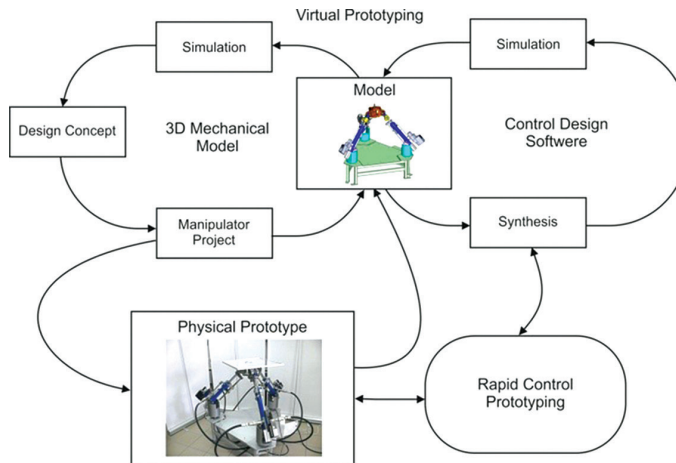 Virtual Prototyping
Simulation
Simulation
Model
Design Concept
3D Mechanical
Model
Control Design
Softwere
Manipulator
Project
Synthesis
Physical Prototype
Rapid Control
Prototyping